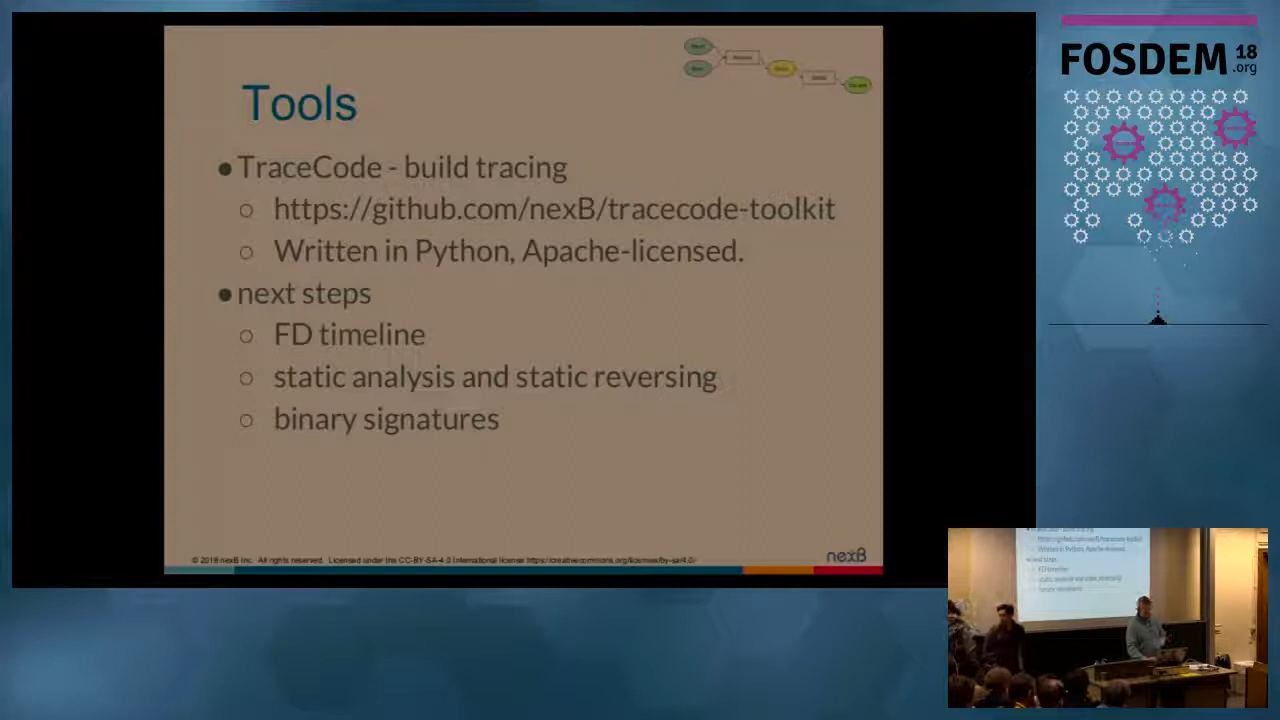 Tools
●TraceCode - build tracing
○ https://github.com/nexB/tracecode-toolkit
○ Written in Python, Apache-licensed.
●next steps
○ FD timeline
○ static analysis and static reversing
○ binary signatures
© 2018 nexB Inc. All rights reserved. Licensed under the CC-BY-SA-4.0 International license https://creativecommons.org/licenses/by-sa/4.0/
nexB
FOSDEM 18
.org